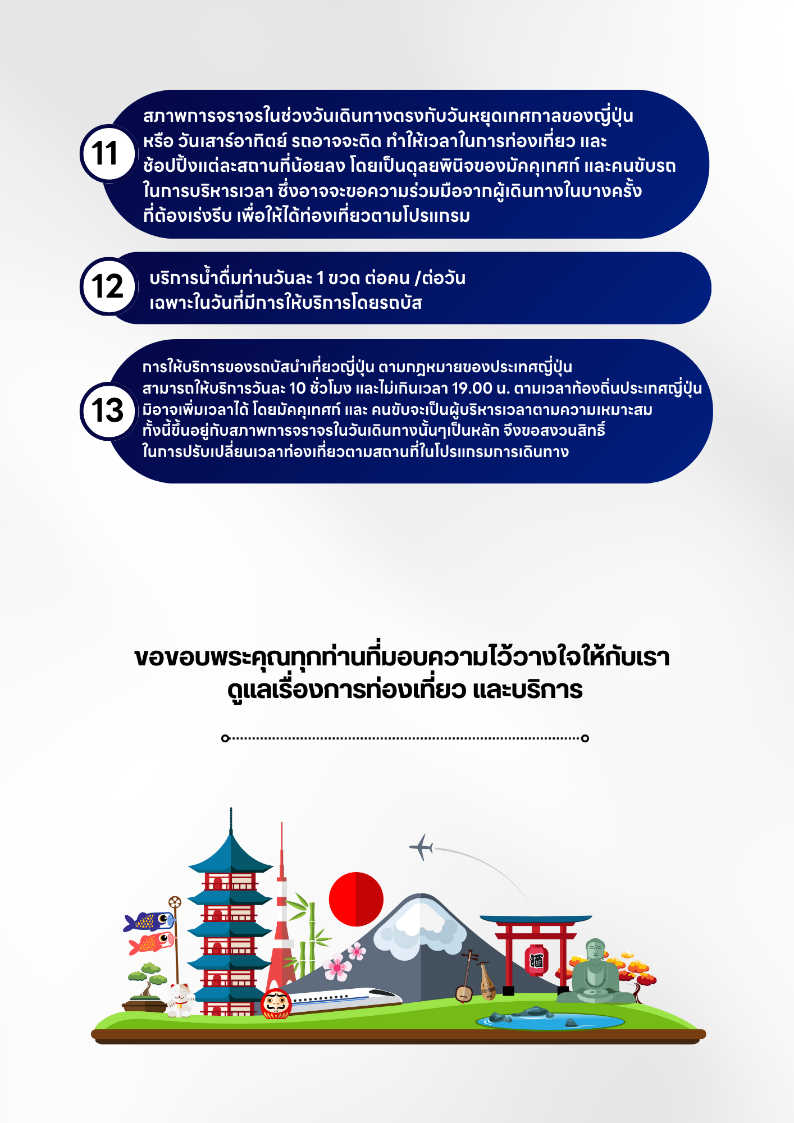 11
สภาพการจราจรในช่วงวันเดินทางตรงกับวันหยุดเทศกาลของญี่ปุ่น
หรือ วันเสาร์อาทิตย์ รถอาจจะติด ทำให้เวลาในการท่องเที่ยว และ
ช้อปปิ้งแต่ละสถานที่น้อยลง โดยเป็นดุลยพินิจของมัคคุเทศก์ และคนขับรถ
ในการบริหารเวลา ซึ่งอาจจะขอความร่วมมือจากผู้เดินทางในบางครั้ง
ที่ต้องเร่งรีบ เพื่อให้ได้ท่องเที่ยวตามโปรแกรม
12
บริการน้ำดื่มท่านวันละ 1 ขวด ต่อคน /ต่อวัน
เฉพาะในวันที่มีการให้บริการโดยรถบัส
13
การให้บริการของรถบัสนำเที่ยวญี่ปุ่น ตามกฎหมายของประเทศญี่ปุ่น
สามารถให้บริการวันละ 10 ชั่วโมง และไม่เกินเวลา 19.00 น. ตามเวลาท้องถิ่นประเทศญี่ปุ่น
มิอาจเพิ่มเวลาได้ โดยมัคคุเทศก์ และ คนขับจะเป็นผู้บริหารเวลาตามความเหมาะสม
ทั้งนี้ขึ้นอยู่กับสภาพการจราจรในวันเดินทางนั้นๆเป็นหลัก จึงขอสงวนสิทธิ์
ในการปรับเปลี่ยนเวลาท่องเที่ยวตามสถานที่ในโปรแกรมการเดินทาง
ขอขอบพระคุณทุกท่านที่มอบความไว้วางใจให้กับเรา
ดูแลเรื่องการท่องเที่ยว และบริการ
酒